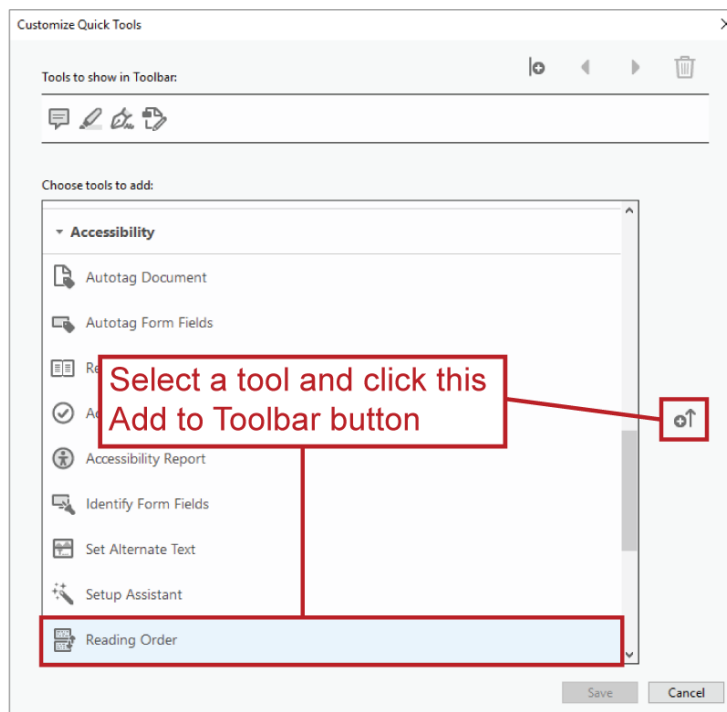 Customize Quick Tools
Tools to show in Toolbar:
Choose tools to add:
Accessibility
Autotag Document
Autotag Form Fields
Select a tool and click this
Add to Toolbar button
Accessibility Report
Identify Form Fields
Set Alternate Text
Setup Assistant
Reading Order
Save
Cancel